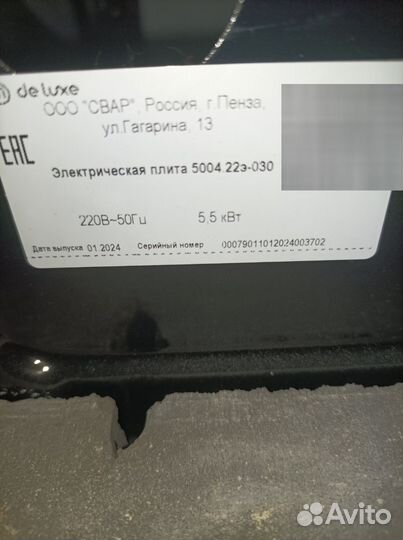 de luxe
ООО "СВАР", Россия, г.Пенза,
ул.Гагарина, 13
EAC
Электрическая плита 5004.22э-030
220В~50Гц 5,5 кВт
Дата выпуска 01.2024 Серийный номер 00079011012024003702
Avito